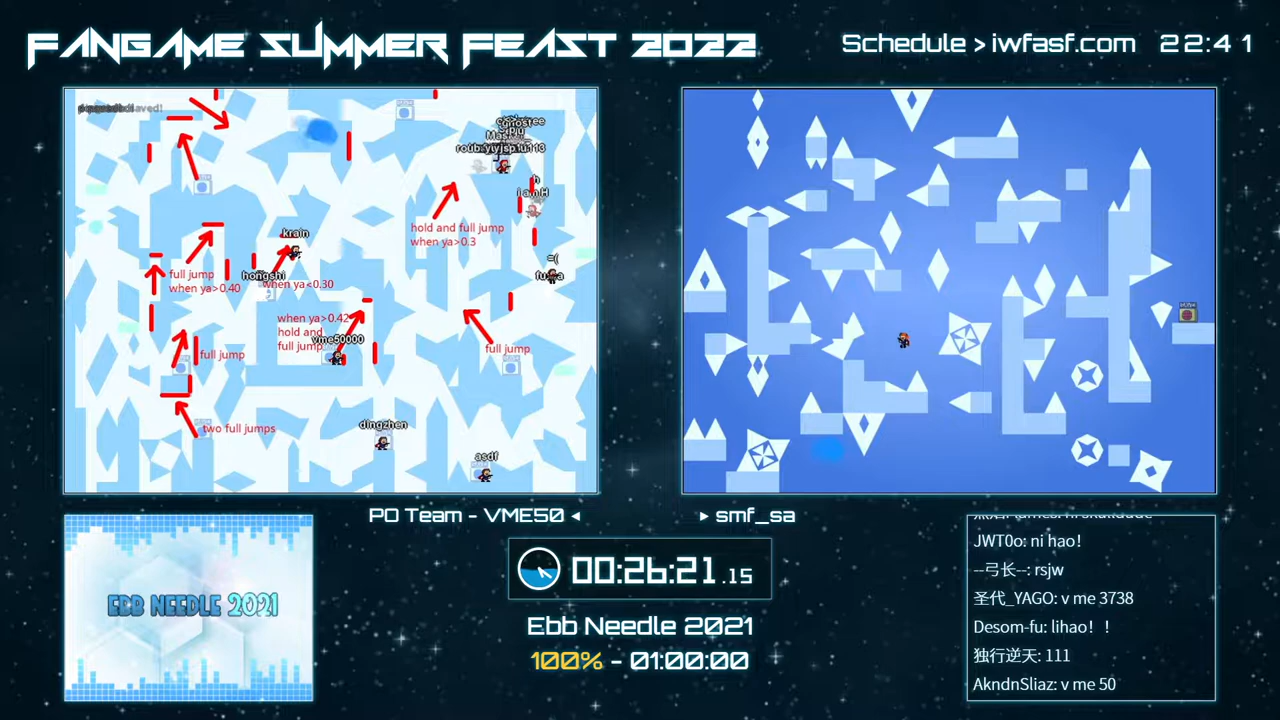 FANGAME SUMMER FEAST 2022
Schedule > iwfasf.com
22:41
krain
hongshi
full jump
when ya>0.40
when ya<0.30
when ya>0.42
hold and
full jump
vme50000
full jump
two full jumps
dingzhen
asdf
hold and full jump
when ya>0.3
full jump
h
i am H
=(
PO Team - VME50 ◂
▸ smf_sa
00:26:21.15
Ebb Needle 2021
100% - 01:00:00
EBB NEEDLE 2021
JWT0o: ni hao!
--弓长--: rsjw
圣代_YAGO: v me 3738
Desom-fu: lihao！！
独行逆天: 111
AkndnSliaz: v me 50